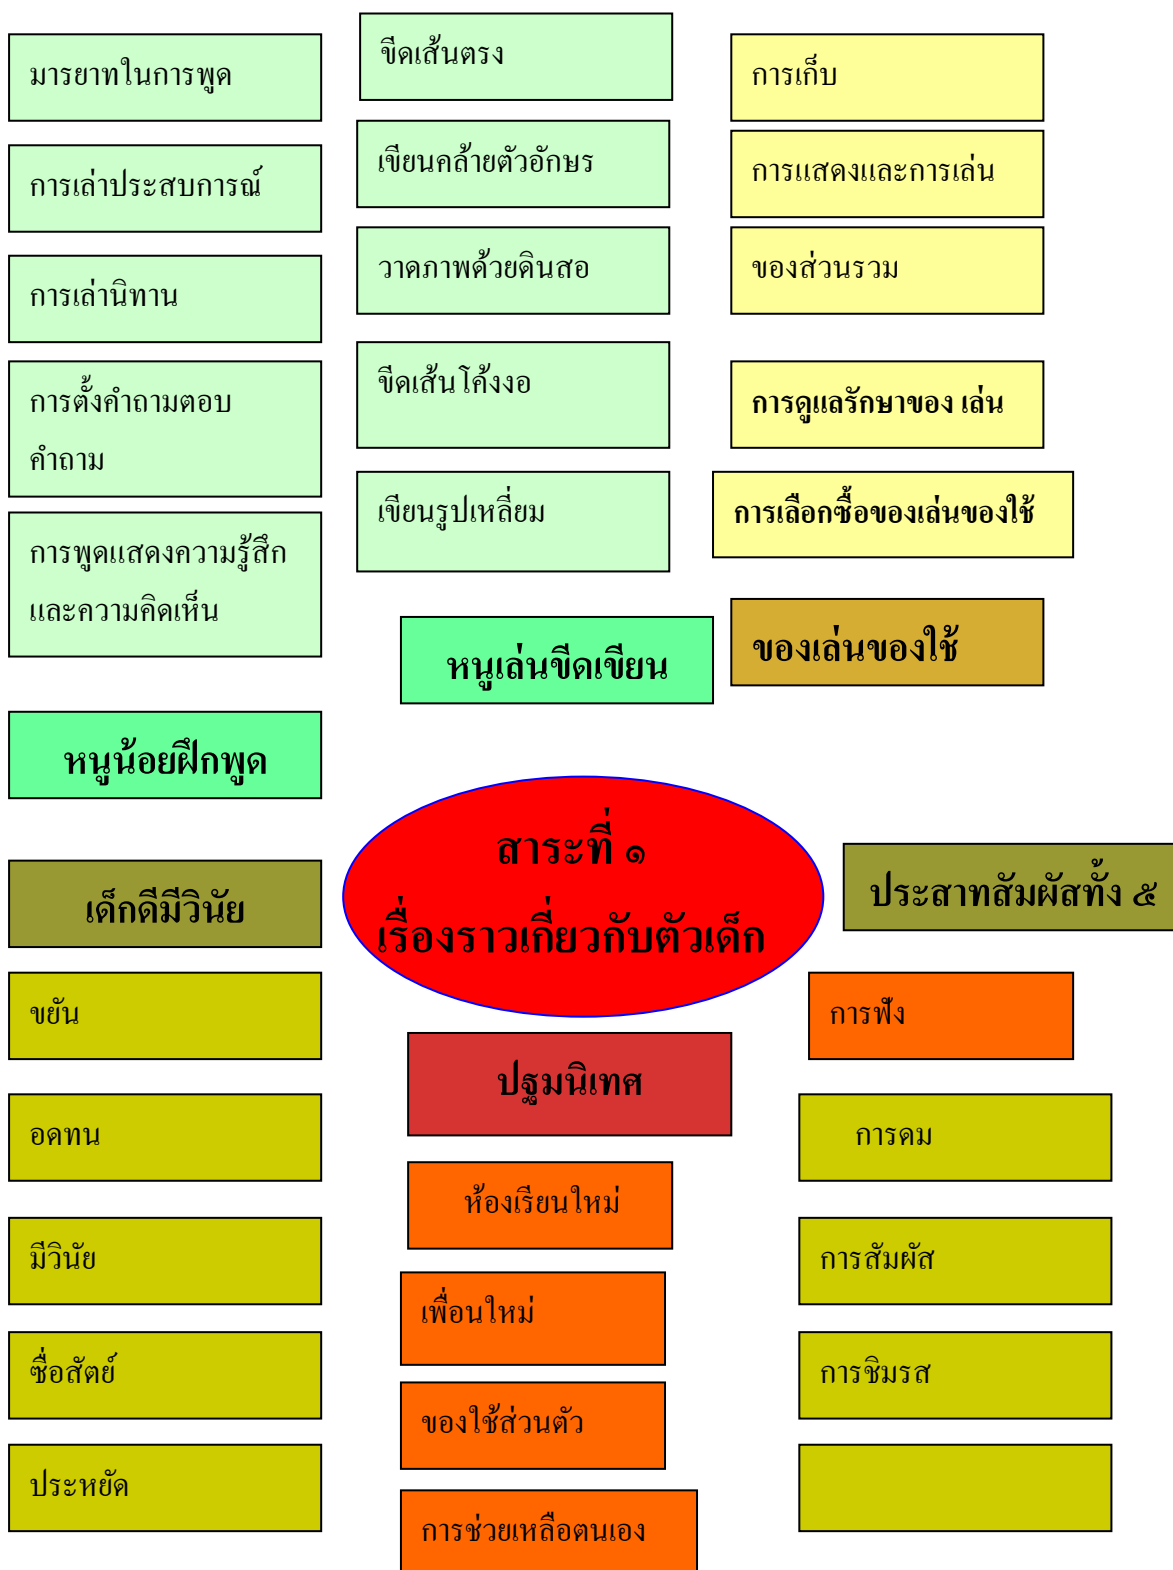 มารยาทในการพูด
การเล่าประสบการณ์
การเล่านิทาน
การตั้งคำถามตอบ
คำถาม
การพูดแสดงความรู้สึก
และความคิดเห็น
หนูน้อยฝึกพูด
ขีดเส้นตรง
เขียนคล้ายตัวอักษร
วาดภาพด้วยดินสอ
ขีดเส้นโค้งงอ
เขียนรูปเหลี่ยม
หนูเล่นขีดเขียน
การเก็บ
การแสดงและการเล่น
ของส่วนรวม
การดูแลรักษาของ เล่น
การเลือกซื้อของเล่นของใช้
ของเล่นของใช้
สาระที่ ๑
เรื่องราวเกี่ยวกับตัวเด็ก
เด็กดีมีวินัย
ขยัน
อดทน
มีวินัย
ซื่อสัตย์
ประหยัด
ปฐมนิเทศ
ห้องเรียนใหม่
เพื่อนใหม่
ของใช้ส่วนตัว
การช่วยเหลือตนเอง
ประสาทสัมผัสทั้ง ๕
การฟัง
การดม
การสัมผัส
การชิมรส